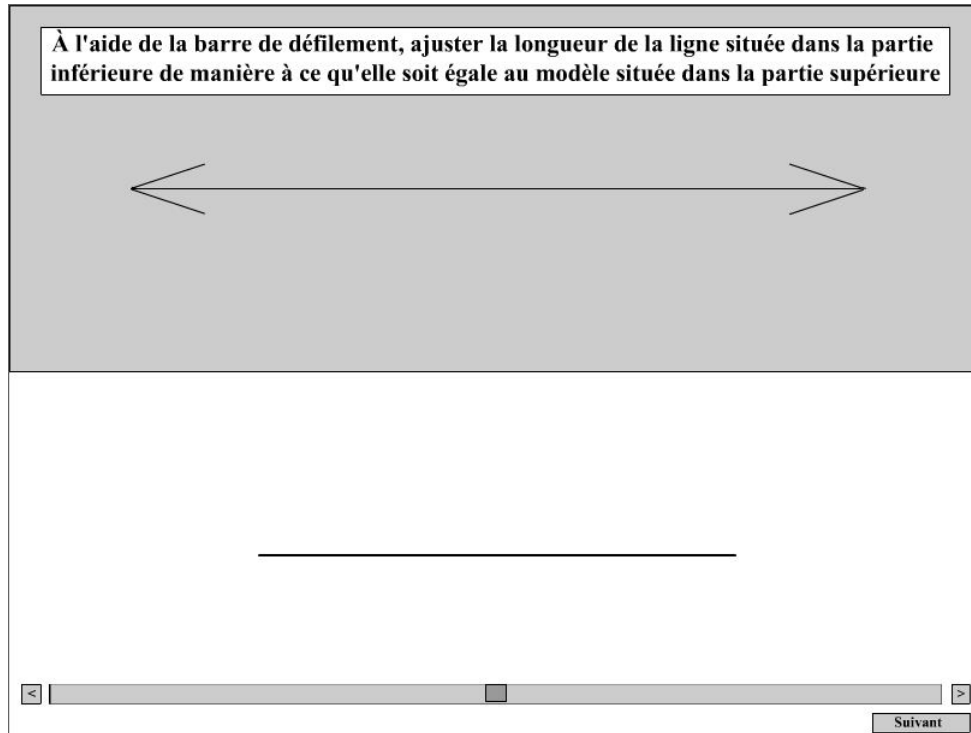 À l'aide de la barre de défilement, ajuster la longueur de la ligne située dans la partie
inférieure de manière à ce qu'elle soit égale au modèle située dans la partie supérieure
<
>
Suivant